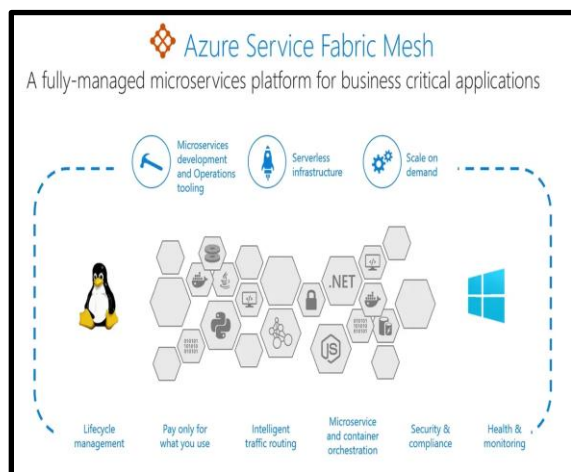 Azure Service Fabric Mesh
A fully-managed microservices platform for business critical applications
Microservices
development
and Operations
tooling
Serverless
infrastructure
Scale on
demand
.NET
JS
Lifecycle
management
Pay only for
what you use
Intelligent
traffic routing
Microservice
and container
orchestration
Security &
compliance
Health &
monitoring